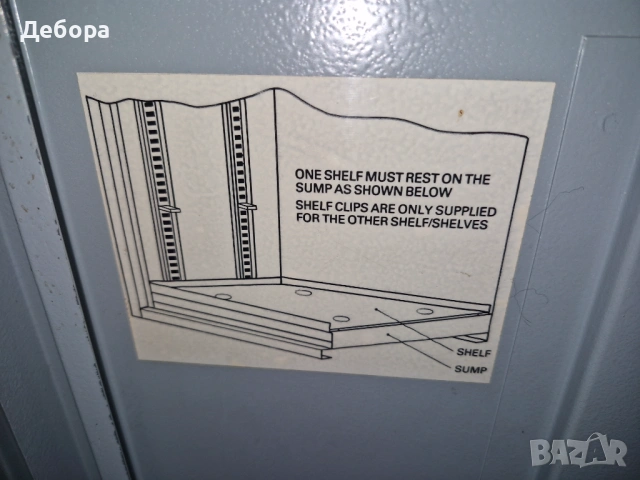 Дебора
ONE SHELF MUST REST ON THE
SUMP AS SHOWN BELOW
SHELF CLIPS ARE ONLY SUPPLIED
FOR THE OTHER SHELF/SHELVES
SHELF
SUMP
BAZAR